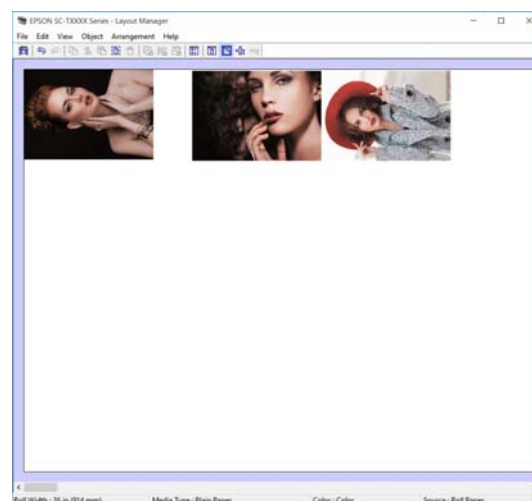 EPSON SC-TXXXX Series - Layout Manager
File Edit View Object Arrangement Help
Roll Width : 36 in (914 mm) Media Type : Plain Paper Color : Color Source : Roll Paper